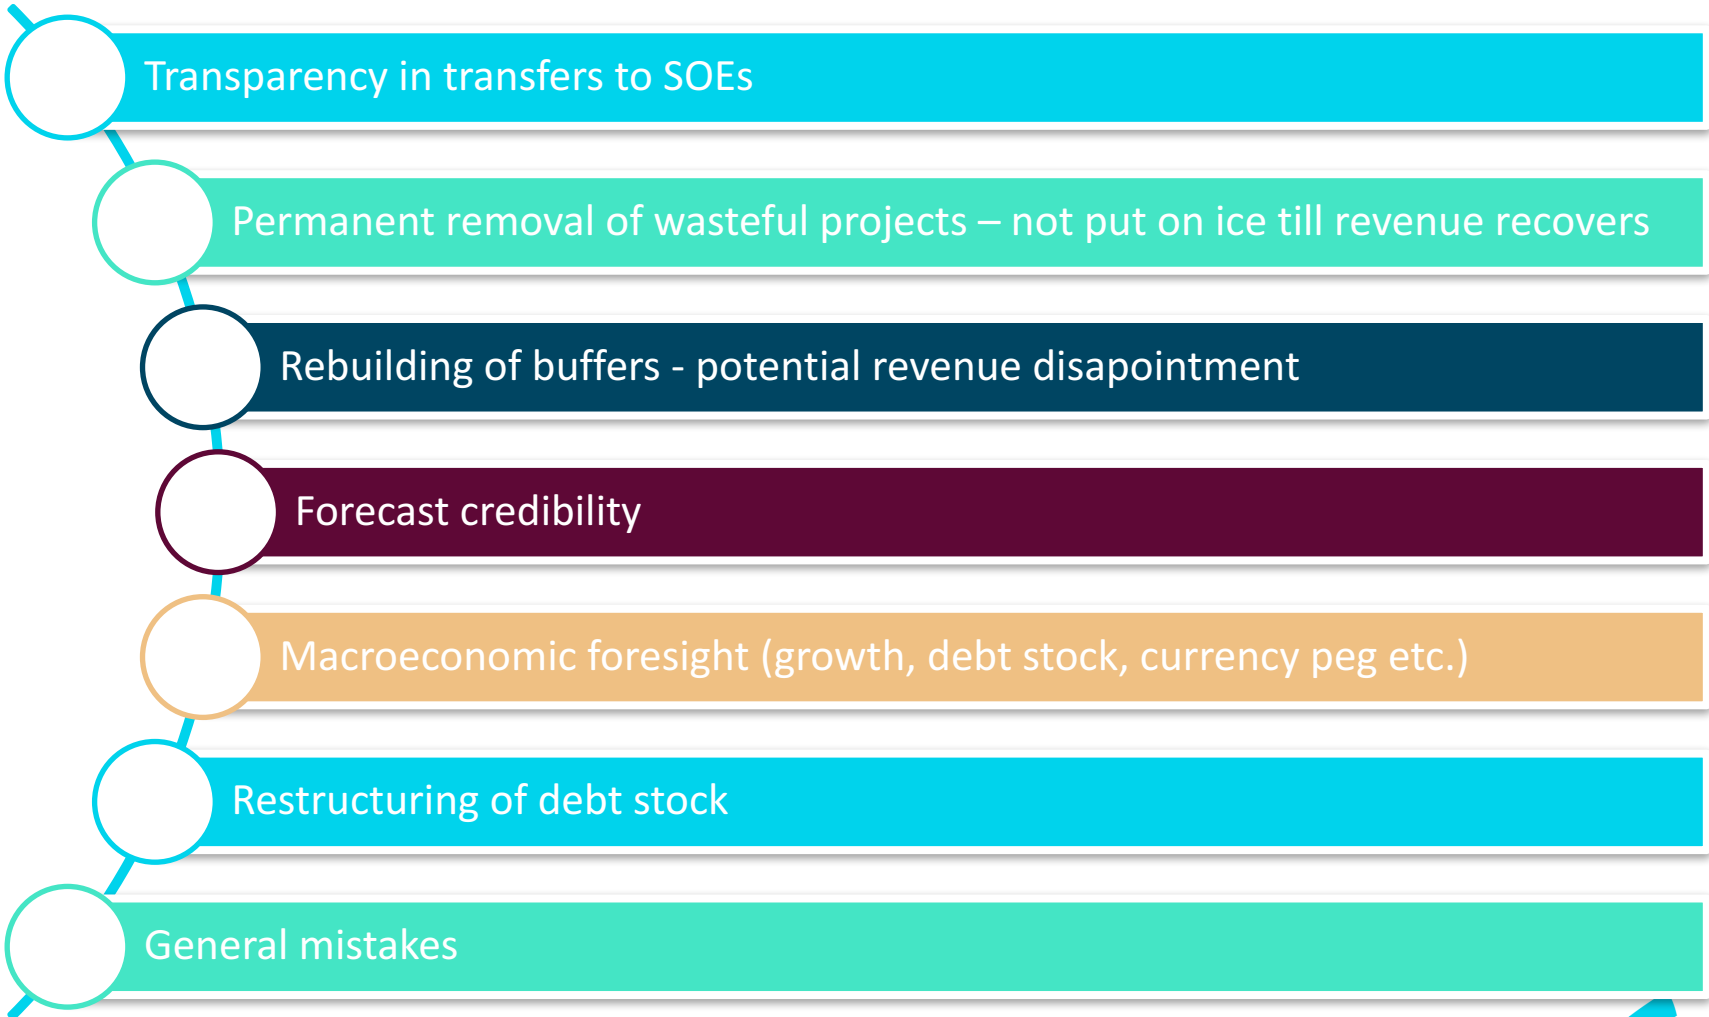 Transparency in transfers to SOEs
Permanent removal of wasteful projects – not put on ice till revenue recovers
Rebuilding of buffers - potential revenue disapointment
Forecast credibility
Macroeconomic foresight (growth, debt stock, currency peg etc.)
Restructuring of debt stock
General mistakes